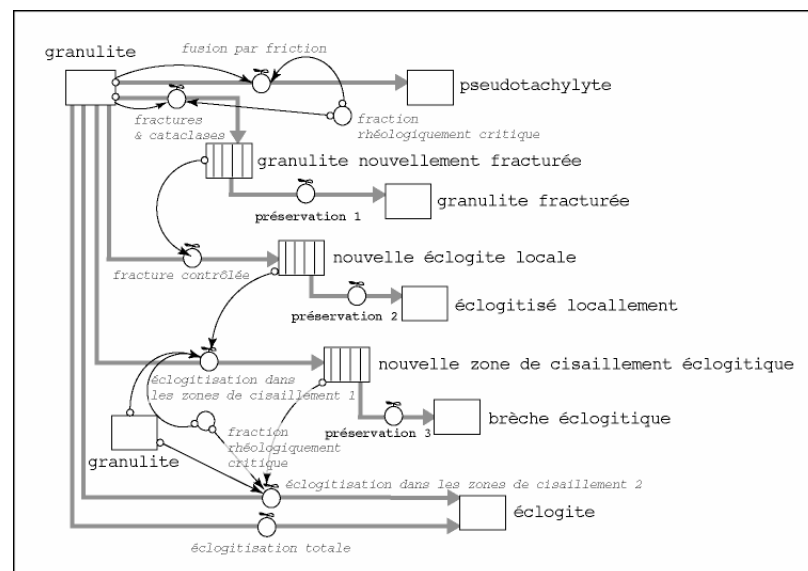 granulite
fusion par friction
pseudotachylyte
fractures
& cataclases
fraction
rhéologiquement critique
granulite nouvellement fracturée
granulite fracturée
préservation 1
nouvelle éclogite locale
fracture contrôlée
éclogitisé locallement
préservation 2
nouvelle zone de cisaillement éclogitique
éclogitisation dans
les zones de cisaillement 1
brèche éclogitique
préservation 3
fraction
rhéologiquement
critique
granulite
éclogitisation dans les zones de cisaillement 2
éclogite
éclogitisation totale